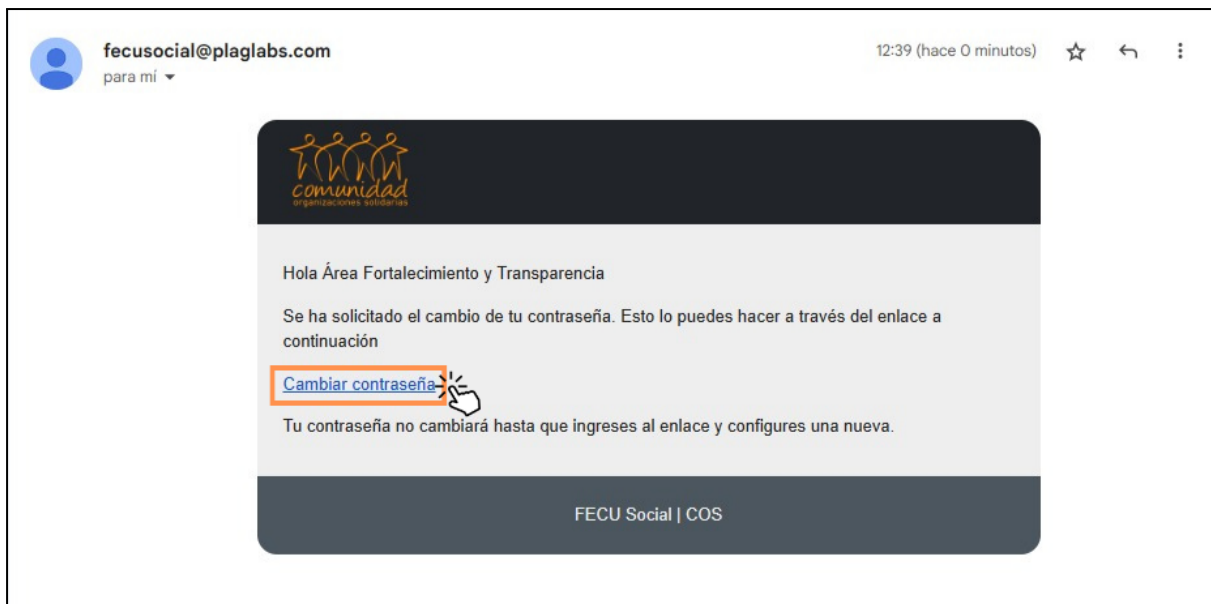 fecusocial@plaglabs.com
12:39 (hace 0 minutos)
para mí
comunidad
organizaciones solidarias
Hola Área Fortalecimiento y Transparencia
Se ha solicitado el cambio de tu contraseña. Esto lo puedes hacer a través del enlace a
continuación
Cambiar contraseña
Tu contraseña no cambiará hasta que ingreses al enlace y configures una nueva.
FECU Social | COS